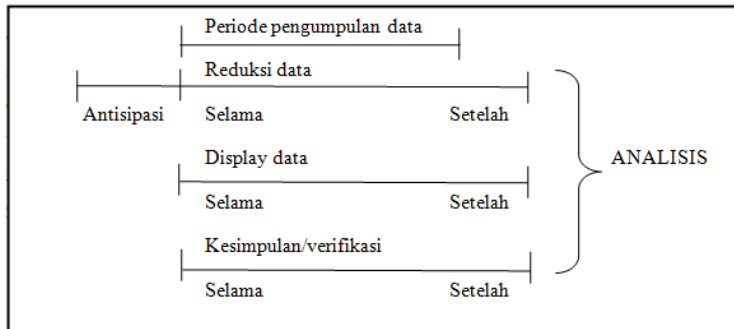 Periode pengumpulan data
Reduksi data
Antisipasi Selama Setelah
Display data
ANALISIS
Selama Setelah
Kesimpulan/verifikasi
Selama Setelah